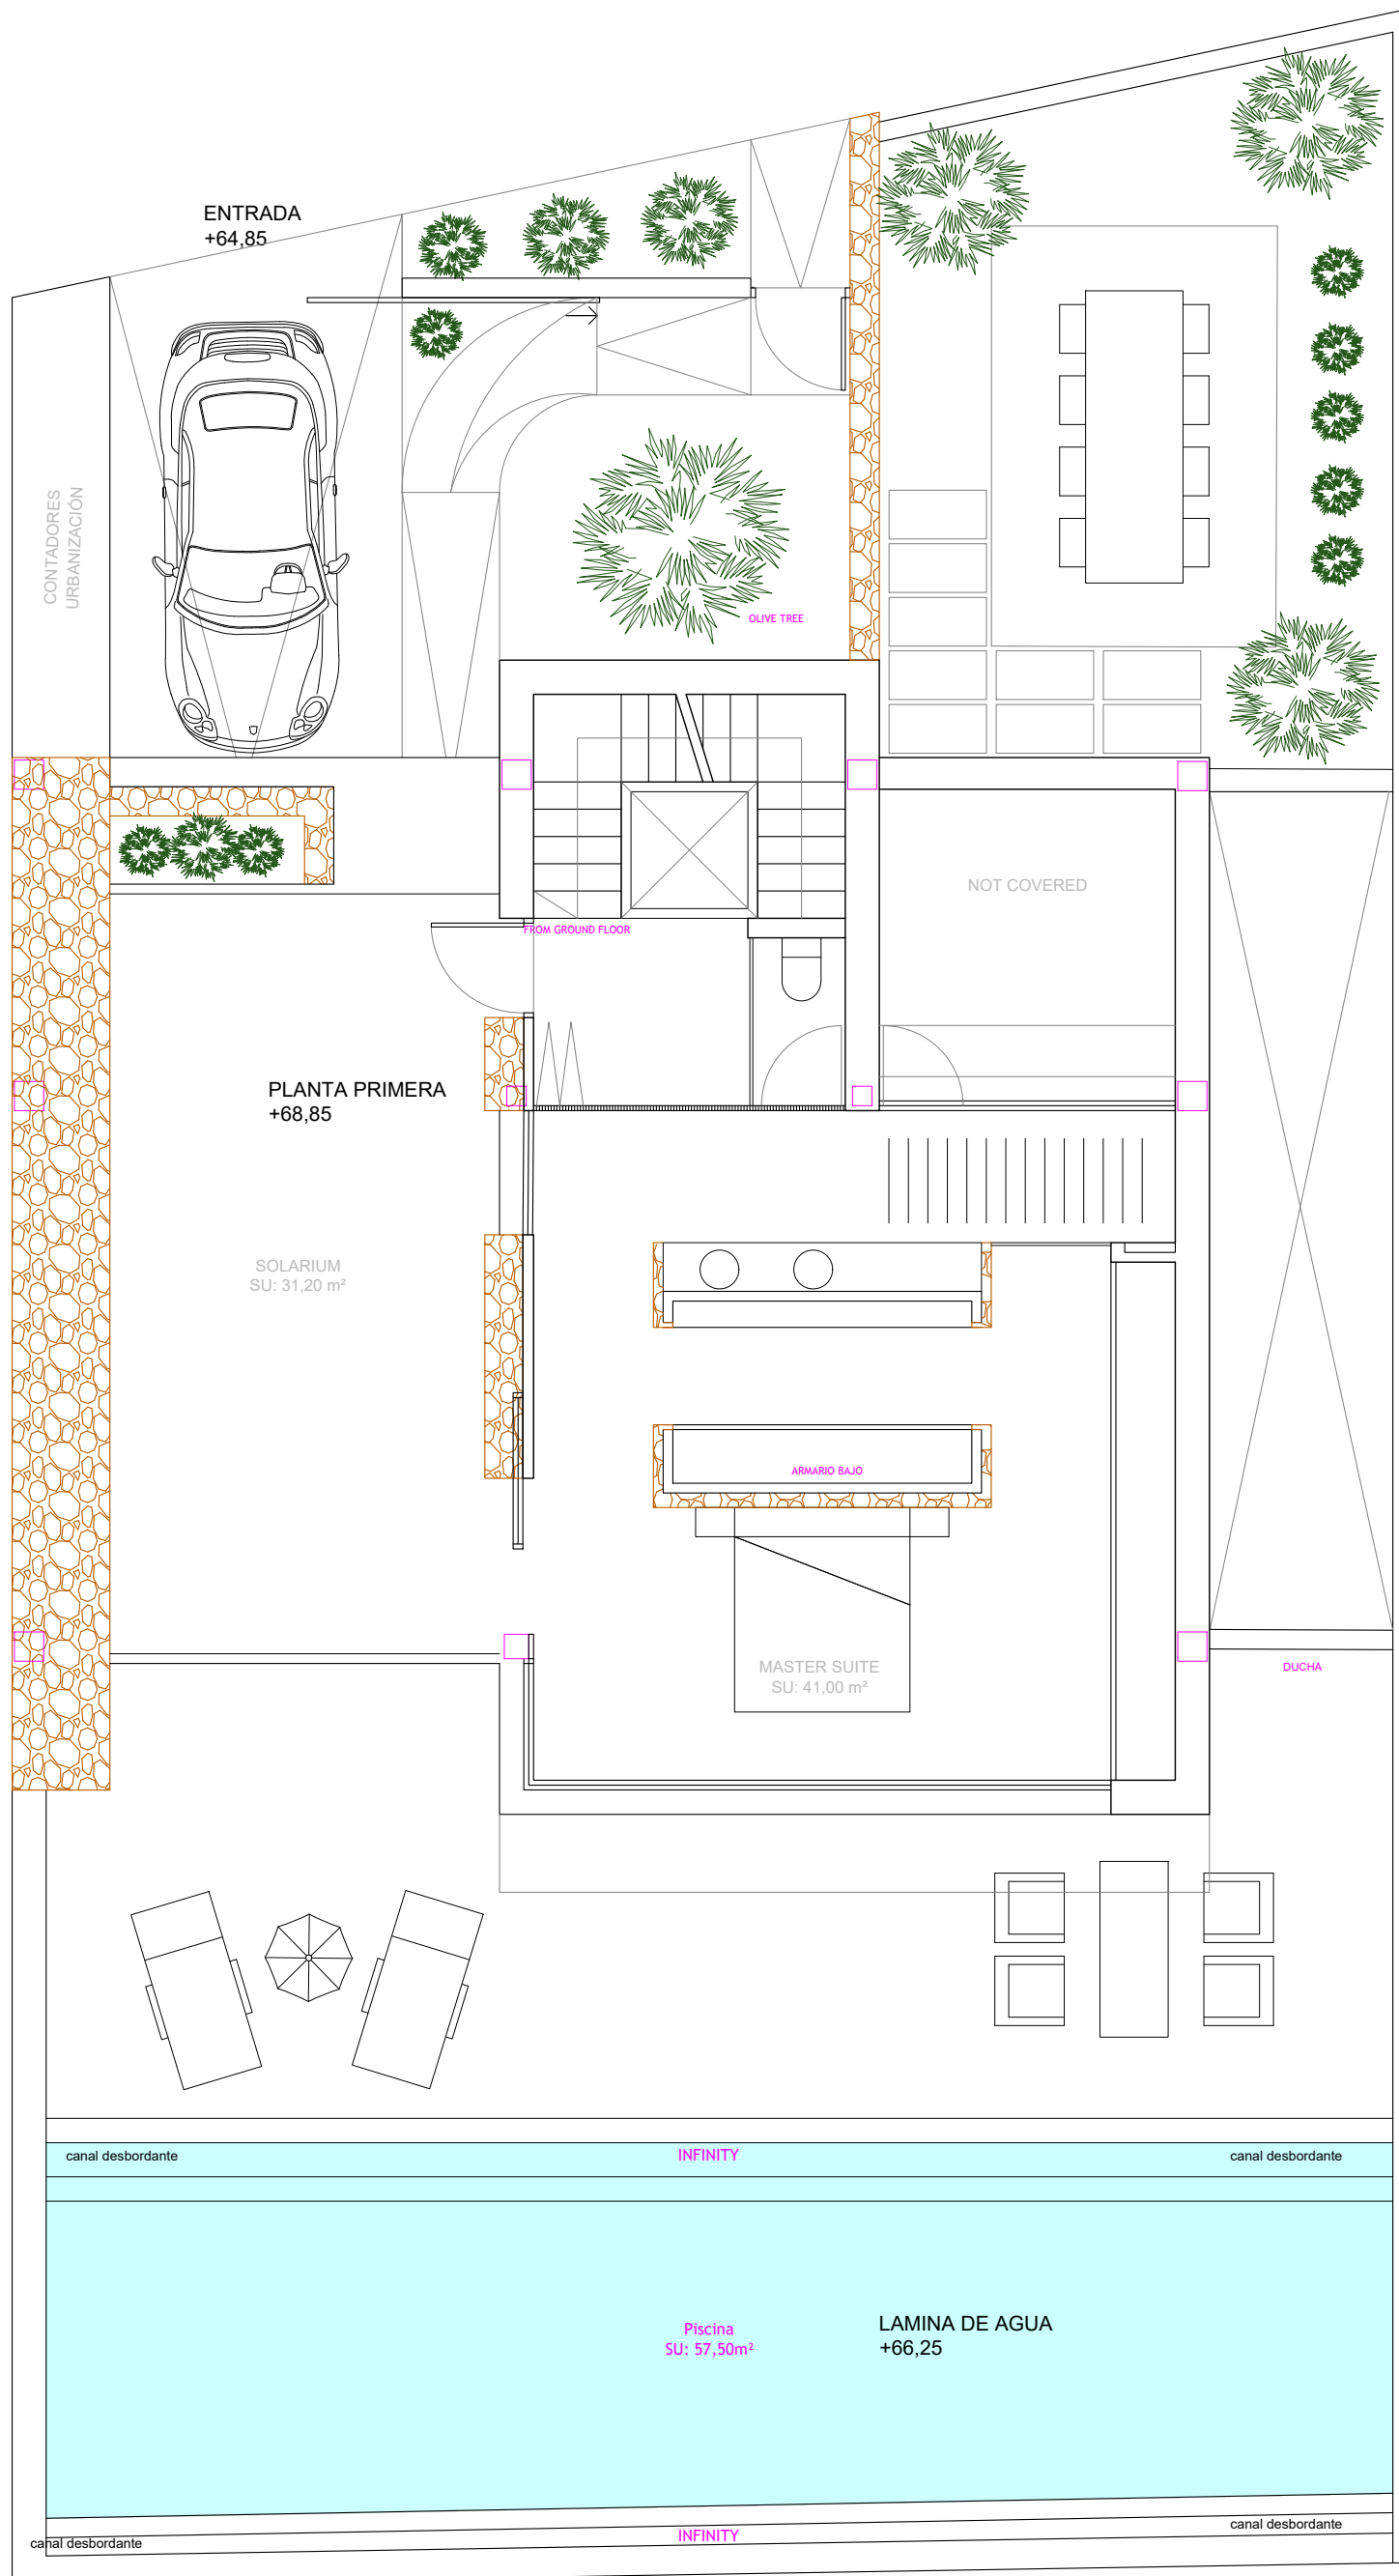 ENTRADA
+64,85
CONTADORES
URBANIZACIÓN
OLIVE TREE
NOT COVERED
FROM GROUND FLOOR
PLANTA PRIMERA
+68,85
SOLARIUM
SU: 31,20 m²
ARMARIO BAJO
MASTER SUITE
SU: 41,00 m²
DUCHA
canal desbordante
INFINITY
canal desbordante
Piscina
SU: 57,50m²
LAMINA DE AGUA
+66,25
canal desbordante
INFINITY
canal desbordante